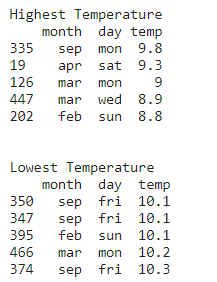 Highest Temperature
month day temp
335 sep mon 9.8
19 apr sat 9.3
126 mar mon 9
447 mar wed 8.9
202 feb sun 8.8
Lowest Temperature
month day temp
350 sep fri 10.1
347 sep fri 10.1
395 feb sun 10.1
466 mar mon 10.2
374 sep fri 10.3